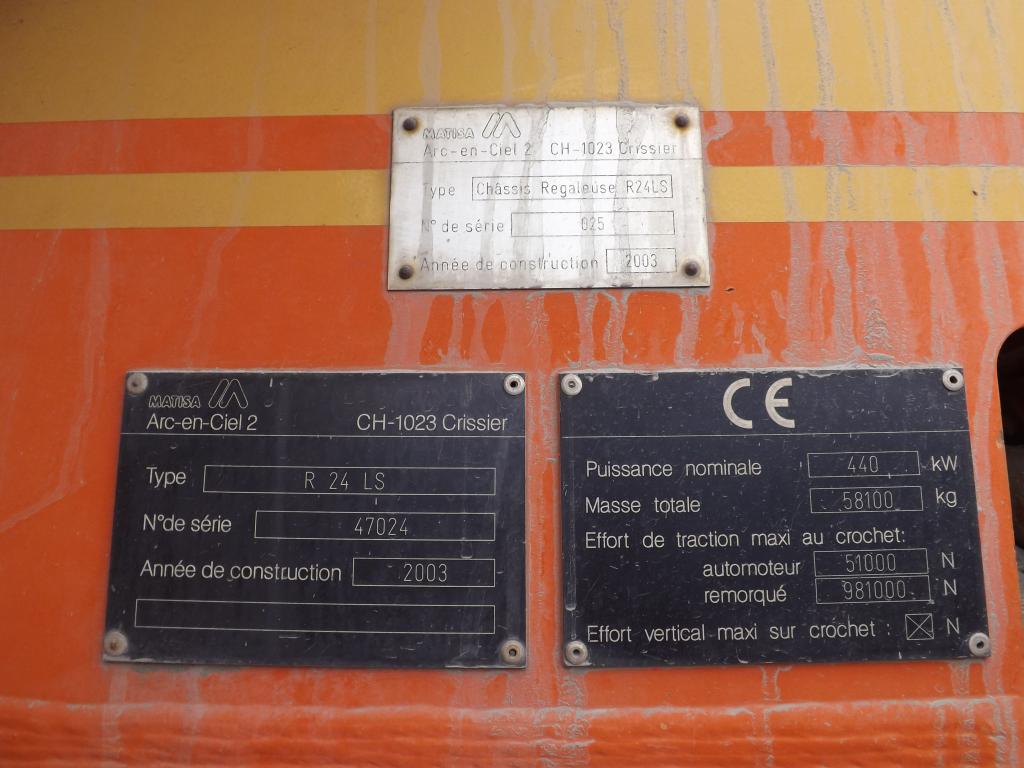 MATISA
Arc-en-Ciel 2 CH-1023 Crissier
Type Châssis Regaleuse R24LS
N° de série 025
Année de construction 2003
MATISA
Arc-en-Ciel 2 CH-1023 Crissier
Type R 24 LS
N° de série 47024
Année de construction 2003
CE
Puissance nominale 440 kW
Masse totale 58100 kg
Effort de traction maxi au crochet:
automoteur 51000 N
remorqué 981000 N
Effort vertical maxi sur crochet : N